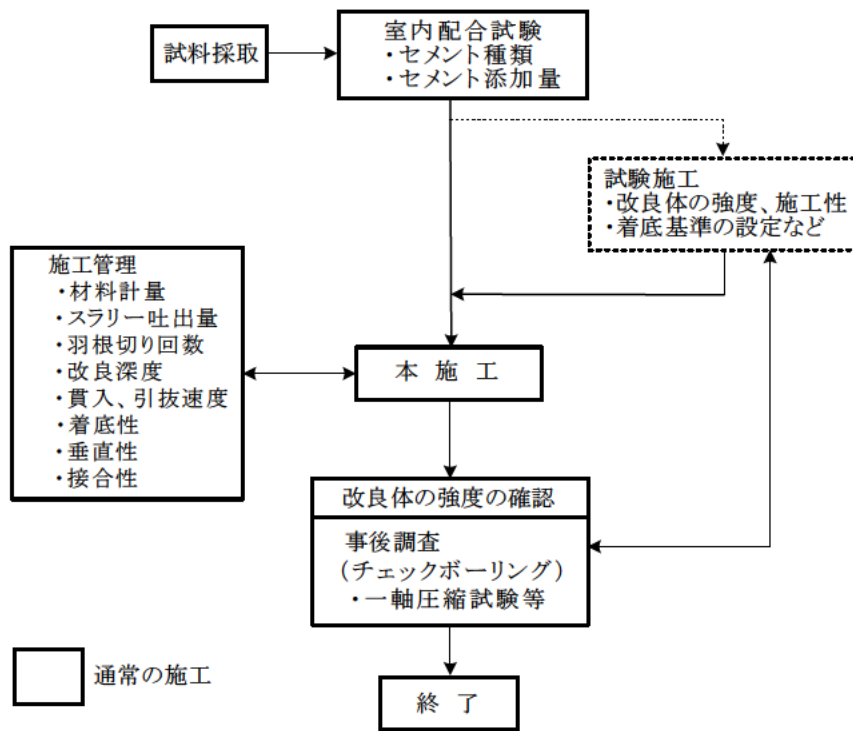 試料採取
室内配合試験
・セメント種類
・セメント添加量
試験施工
・改良体の強度、施工性
・着底基準の設定など
施工管理
・材料計量
・スラリー吐出量
・羽根切り回数
・改良深度
・貫入、引抜速度
・着底性
・垂直性
・接合性
本 施 工
改良体の強度の確認
事後調査
（チェックボーリング）
・一軸圧縮試験等
通常の施工
終 了